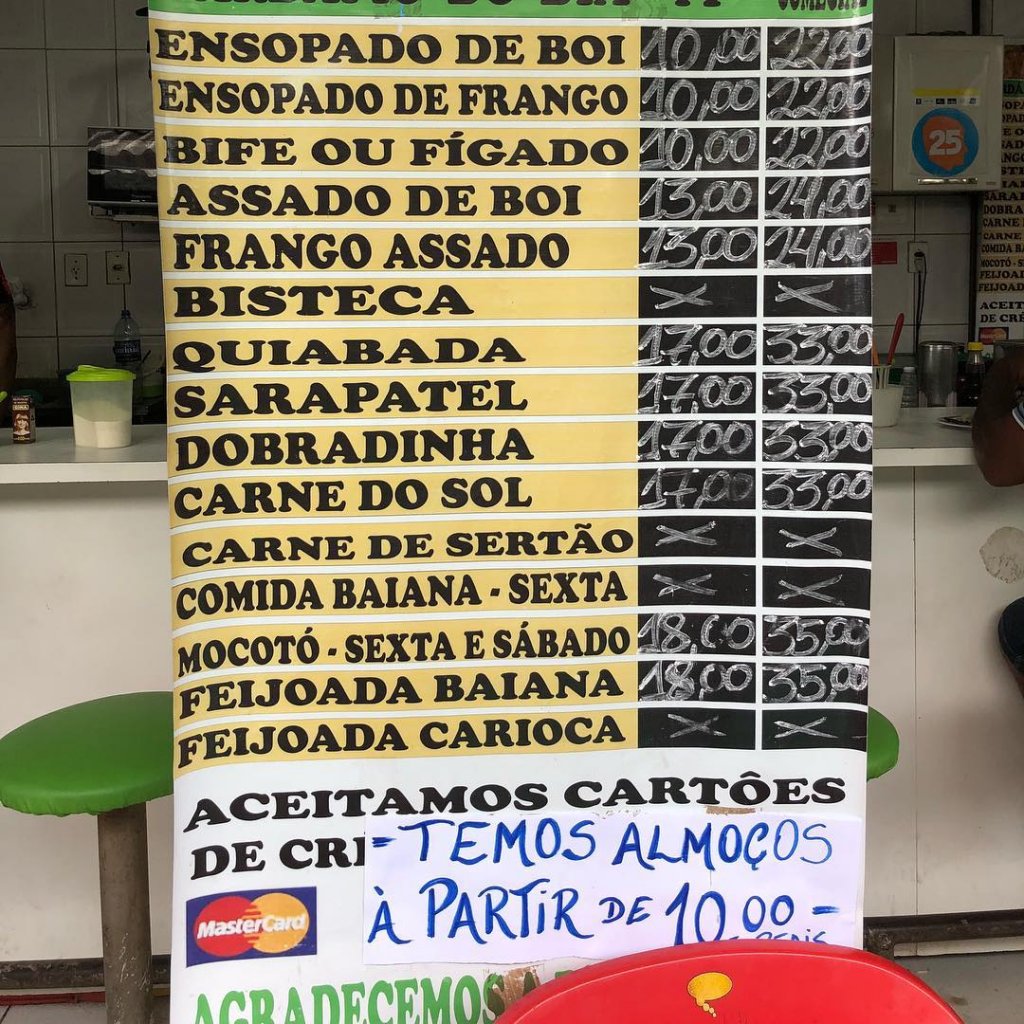 ENSOPADO DE BOI 10,00 22,00
ENSOPADO DE FRANGO 10,00 22,00
BIFE OU FÍGADO 10,00 22,00
ASSADO DE BOI 13,00 24,00
FRANGO ASSADO 13,00 24,00
BISTECA X X
QUIABADA 17,00 33,00
SARAPATEL 17,00 33,00
DOBRADINHA 17,00 33,00
CARNE DO SOL 17,00 33,00
CARNE DE SERTÃO X X
COMIDA BAIANA - SEXTA X X
MOCOTÓ - SEXTA E SÁBADO 18,00 35,00
FEIJOADA BAIANA 18,00 35,00
FEIJOADA CARIOCA X X
ACEITAMOS CARTÕES
DE CRÉ
- TEMOS ALMOÇOS
À PARTIR DE 10,00 -
MasterCard
AGRADECEMOS
25